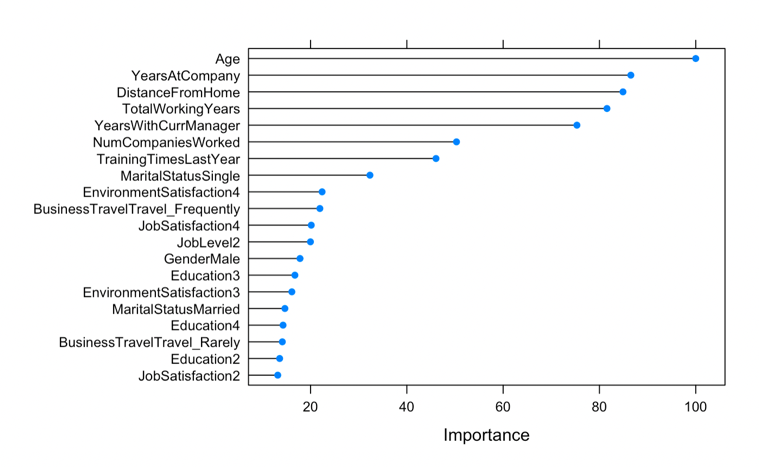 Age
YearsAtCompany
DistanceFromHome
TotalWorkingYears
YearsWithCurrManager
NumCompaniesWorked
TrainingTimesLastYear
MaritalStatusSingle
EnvironmentSatisfaction4
BusinessTravelTravel_Frequently
JobSatisfaction4
JobLevel2
GenderMale
Education3
EnvironmentSatisfaction3
MaritalStatusMarried
Education4
BusinessTravelTravel_Rarely
Education2
JobSatisfaction2
20 40 60 80 100
Importance